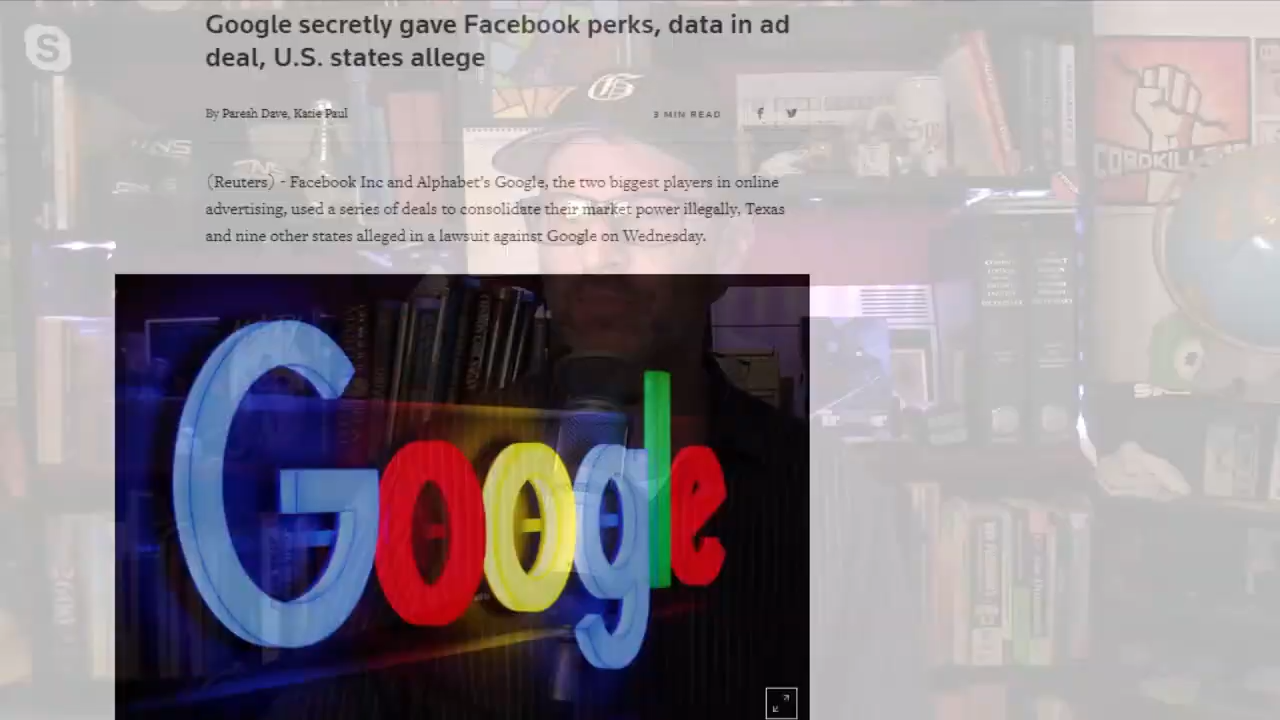 Google secretly gave Facebook perks, data in ad
deal, U.S. states allege
By Paresh Dave, Katie Paul
3 MIN READ
(Reuters) - Facebook Inc and Alphabet's Google, the two biggest players in online
advertising, used a series of deals to consolidate their market power illegally, Texas
and nine other states alleged in a lawsuit against Google on Wednesday.
Google
S
G